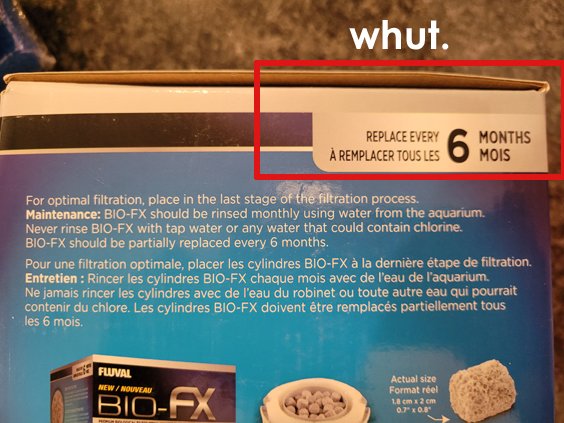 whut.
REPLACE EVERY 6 MONTHS
À REMPLACER TOUS LES MOIS
For optimal filtration, place in the last stage of the filtration process.
Maintenance: BIO-FX should be rinsed monthly using water from the aquarium.
Never rinse BIO-FX with tap water or any water that could contain chlorine.
BIO-FX should be partially replaced every 6 months.
Pour une filtration optimale, placer les cylindres BIO-FX à la dernière étape de filtration.
Entretien : Rincer les cylindres BIO-FX chaque mois avec de l'eau de l'aquarium.
Ne jamais rincer les cylindres avec de l'eau du robinet ou toute autre eau qui pourrait
contenir du chlore. Les cylindres BIO-FX doivent être remplacés partiellement tous
les 6 mois.
FLUVAL
NEW / NOUVEAU
BIO-FX
Actual size
Format réel
1.8 cm x 2 cm
0.7" x 0.8"